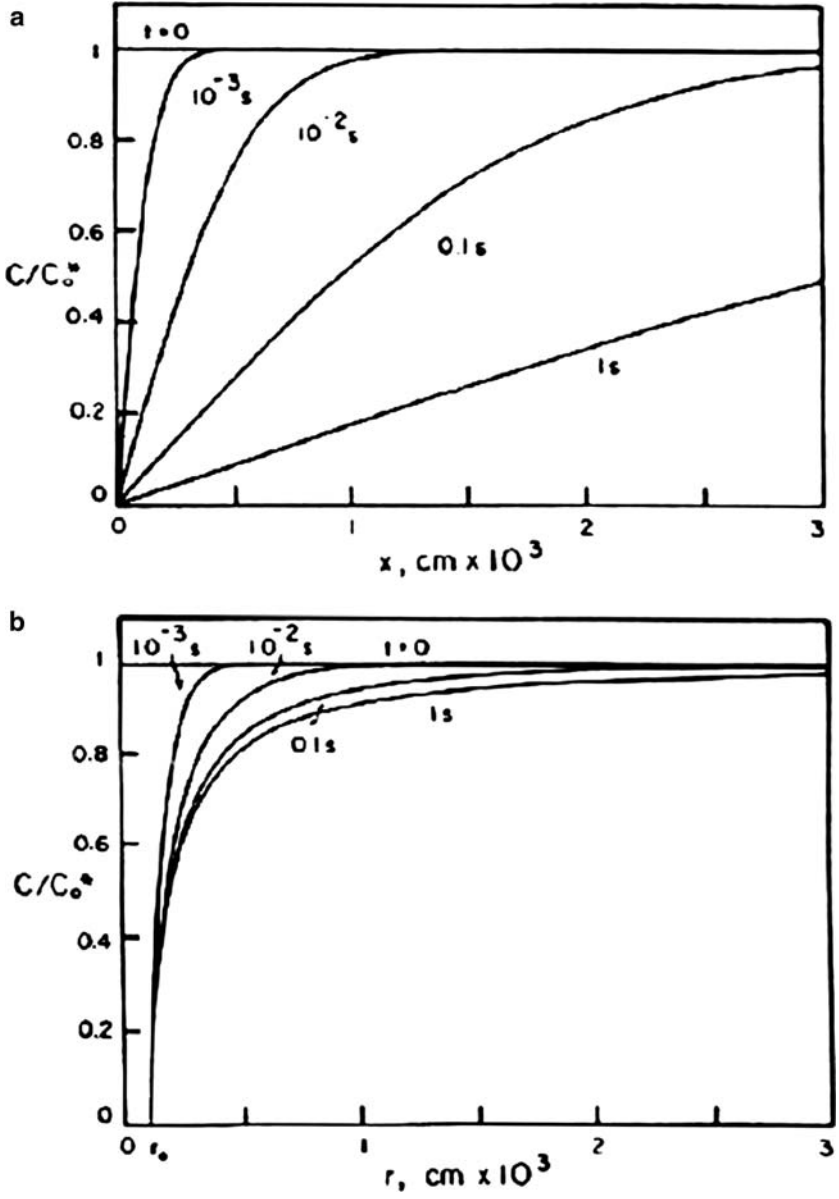 a
t = 0
1
10⁻³s
10⁻²s
0.8
0.6
0.1s
C/C₀*
0.4
1s
0.2
0
0 1 2 3
x, cm x 10³
b
10⁻³s 10⁻²s t = 0
1
1s
01s
0.8
0.6
C/C₀*
0.4
0.2
0
0 r₀ 1 2 3
r, cm x 10³